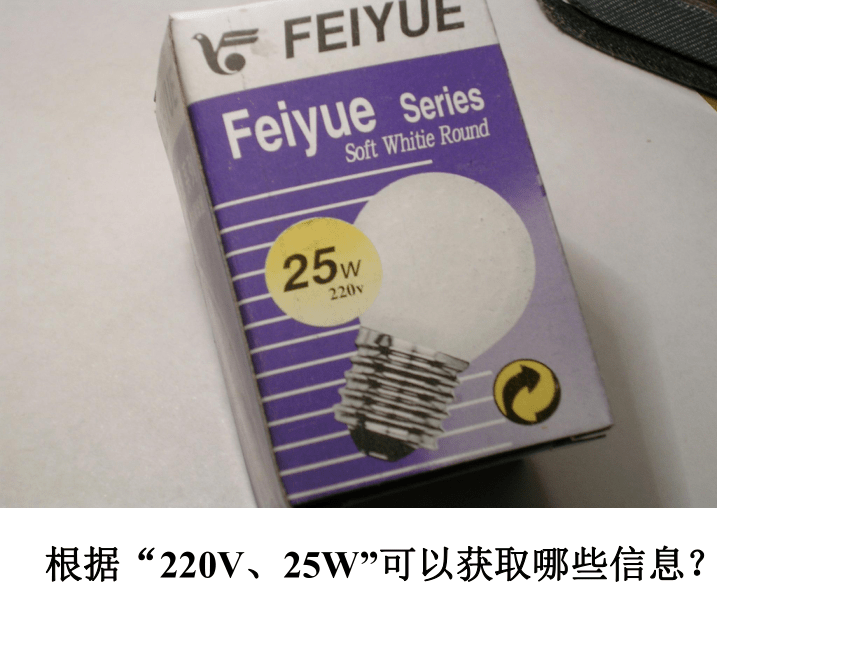 FEIYUE
Feiyue Series
Soft Whitie Round
25W
220v
根据“220V、25W”可以获取哪些信息？